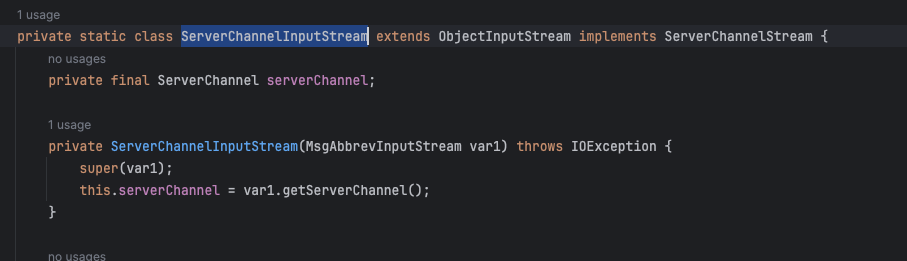 1 usage
private static class ServerChannelInputStream extends ObjectInputStream implements ServerChannelStream {
no usages
private final ServerChannel serverChannel;
1 usage
private ServerChannelInputStream(MsgAbbrevInputStream var1) throws IOException {
super(var1);
this.serverChannel = var1.getServerChannel();
}
no usages